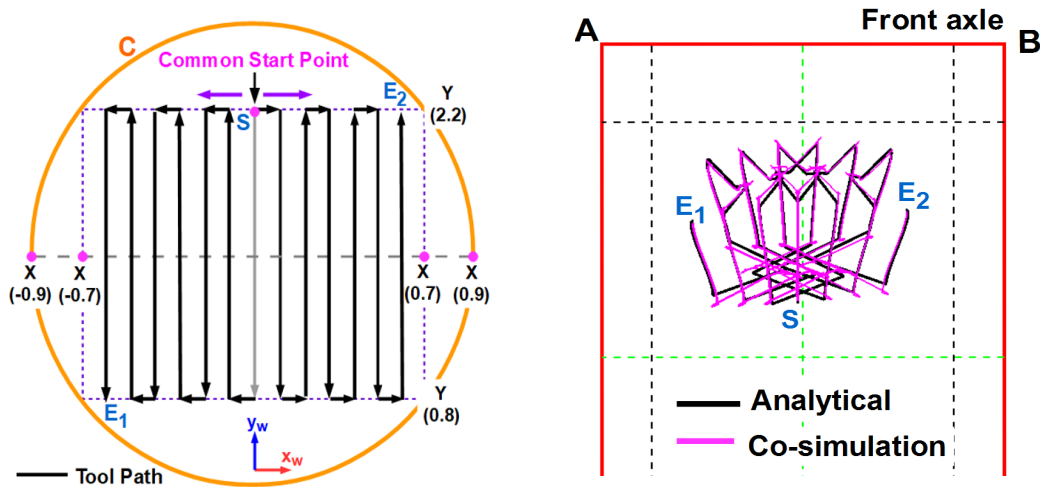 C
Common Start Point
E2
Y
(2.2)
S
X
(-0.9)
X
(-0.7)
X
(0.7)
X
(0.9)
Y
(0.8)
E1
yw
xw
Tool Path
Front axle
A
B
E1
E2
S
Analytical
Co-simulation